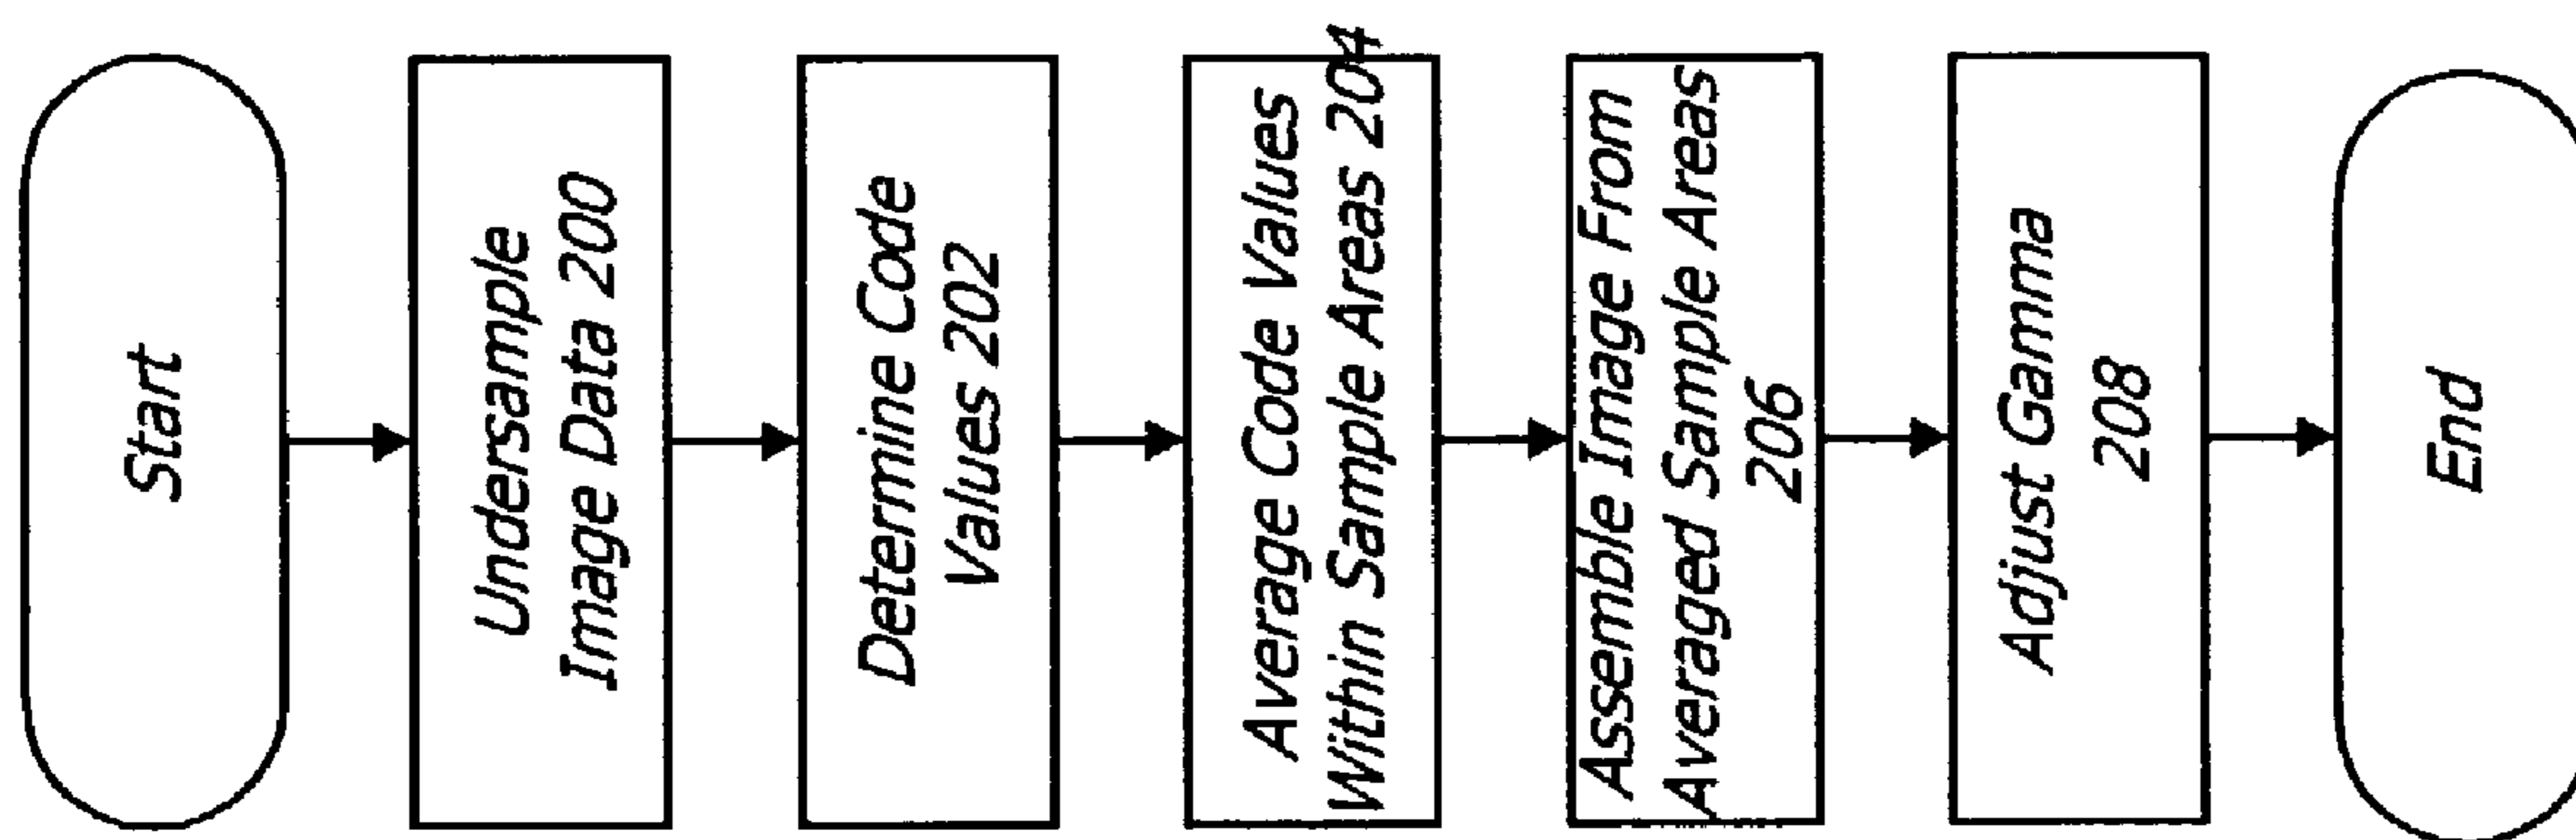 Start
Undersample
Image Data 200
Determine Code
Values 202
Average Code Values
Within Sample Areas 204
Assemble Image From
Averaged Sample Areas
206
Adjust Gamma
208
End